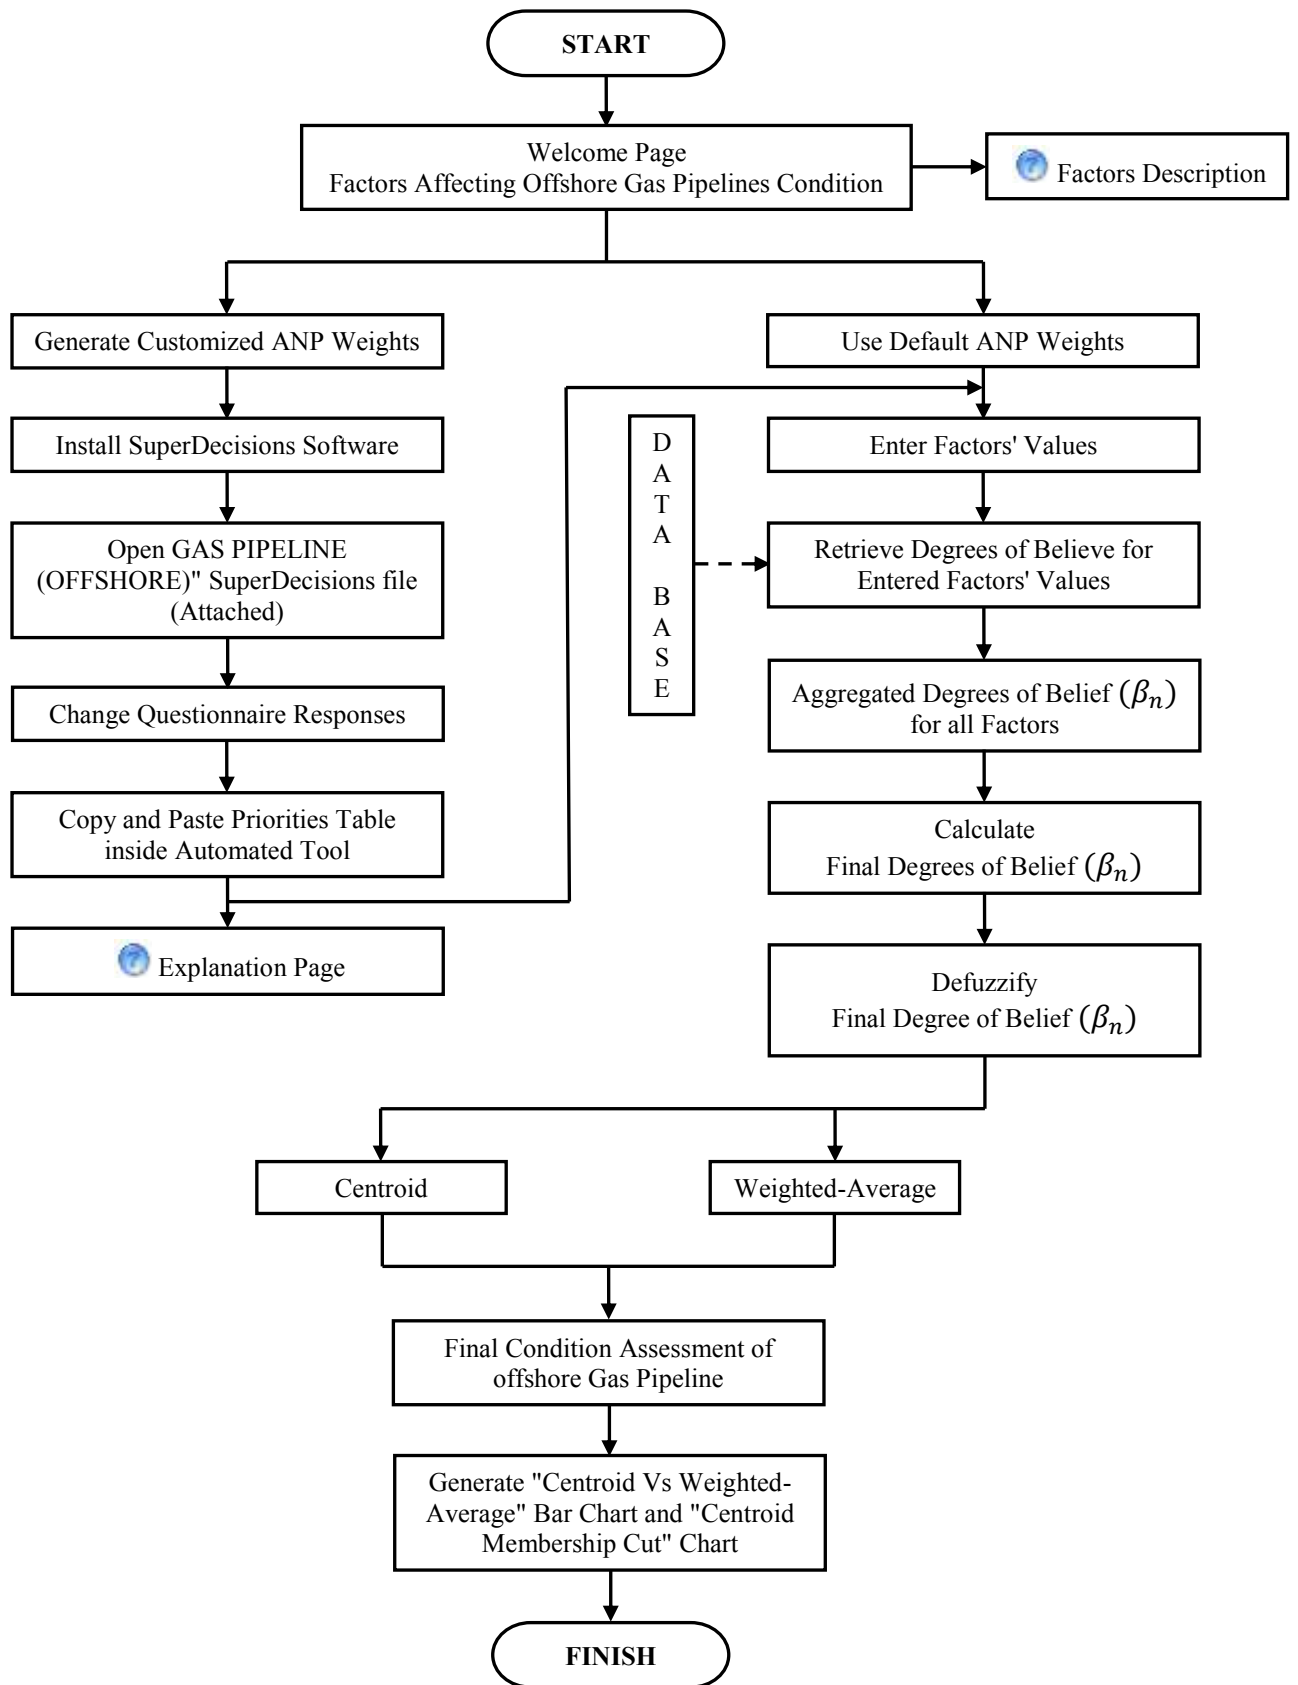 START
Welcome Page
Factors Affecting Offshore Gas Pipelines Condition
? Factors Description
Generate Customized ANP Weights
Use Default ANP Weights
Install SuperDecisions Software
Enter Factors' Values
Open GAS PIPELINE
(OFFSHORE)" SuperDecisions file
(Attached)
D
A
T
A
B
A
S
E
Retrieve Degrees of Believe for
Entered Factors' Values
Change Questionnaire Responses
Aggregated Degrees of Belief (βₙ)
for all Factors
Copy and Paste Priorities Table
inside Automated Tool
Calculate
Final Degrees of Belief (βₙ)
? Explanation Page
Defuzzify
Final Degree of Belief (βₙ)
Centroid
Weighted-Average
Final Condition Assessment of
offshore Gas Pipeline
Generate "Centroid Vs Weighted-
Average" Bar Chart and "Centroid
Membership Cut" Chart
FINISH